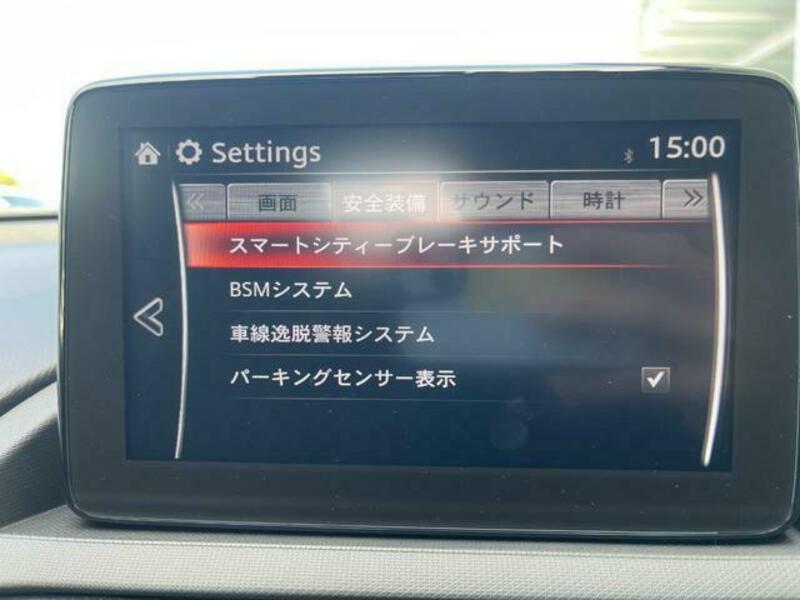 Settings 15:00
画面 安全装備 サウンド 時計
スマートシティーブレーキサポート
BSMシステム
車線逸脱警報システム
パーキングセンサー表示